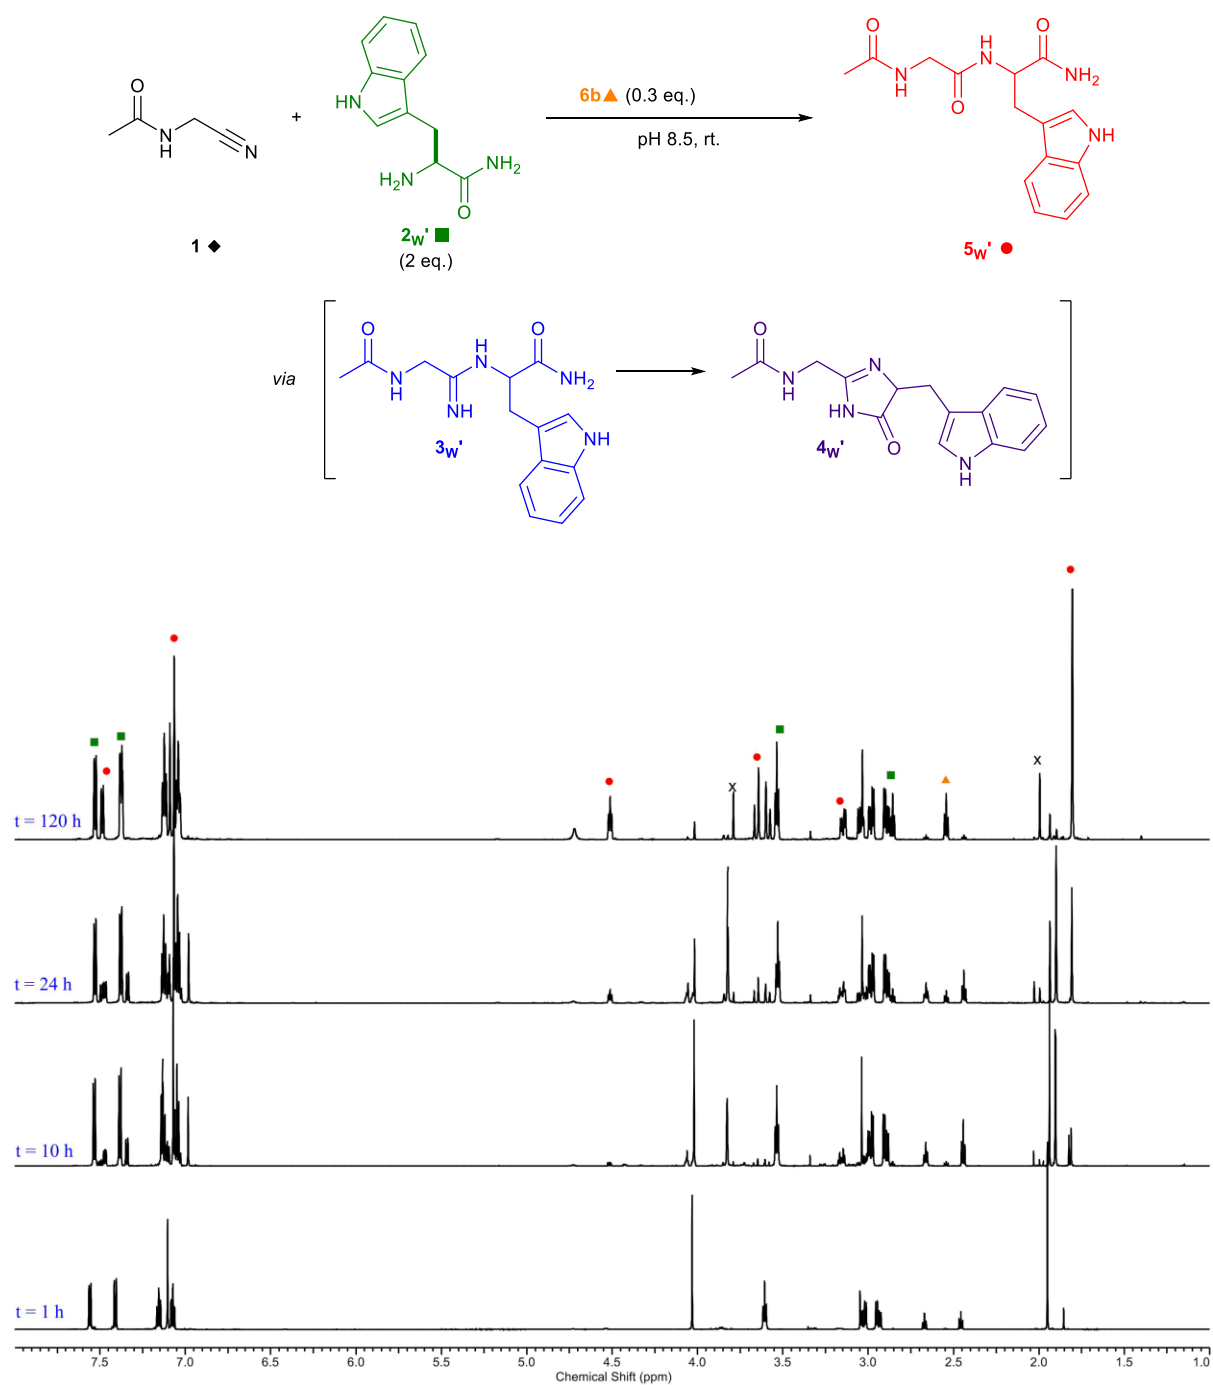 O
N
H
N
1 ◆
+
HN
H₂N
NH₂
O
2w' ■
(2 eq.)
6b▲ (0.3 eq.)
pH 8.5, rt.
O
N
H
O
H
N
O
NH₂
NH
5w' ●
via
O
N
H
NH
H
N
O
NH₂
NH
3w'
O
N
H
N
HN
O
N
H
4w'
x
x
t = 120 h
t = 24 h
t = 10 h
t = 1 h
7.5 7.0 6.5 6.0 5.5 5.0 4.5 4.0 3.5 3.0 2.5 2.0 1.5 1.0
Chemical Shift (ppm)